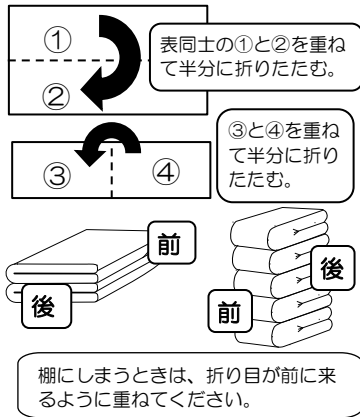 ①
②
表同士の①と②を重ね
て半分に折りたたむ。
③
④
③と④を重ね
て半分に折り
たたむ。
前
後
後
前
棚にしまうときは、折り目が前に来
るように重ねてください。